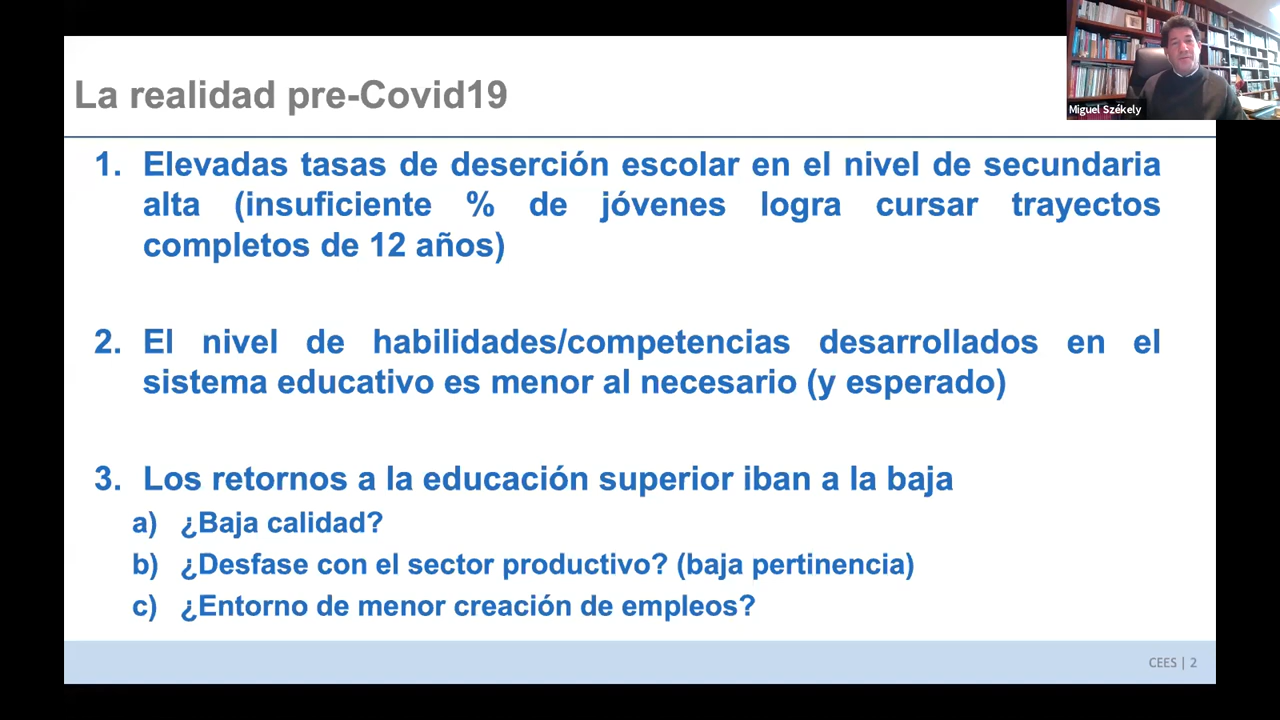 La realidad pre-Covid19
Miguel Székely
1. Elevadas tasas de deserción escolar en el nivel de secundaria
alta (insuficiente % de jóvenes logra cursar trayectos
completos de 12 años)
2. El nivel de habilidades/competencias desarrollados en el
sistema educativo es menor al necesario (y esperado)
3. Los retornos a la educación superior iban a la baja
a) ¿Baja calidad?
b) ¿Desfase con el sector productivo? (baja pertinencia)
c) ¿Entorno de menor creación de empleos?
CEES | 2